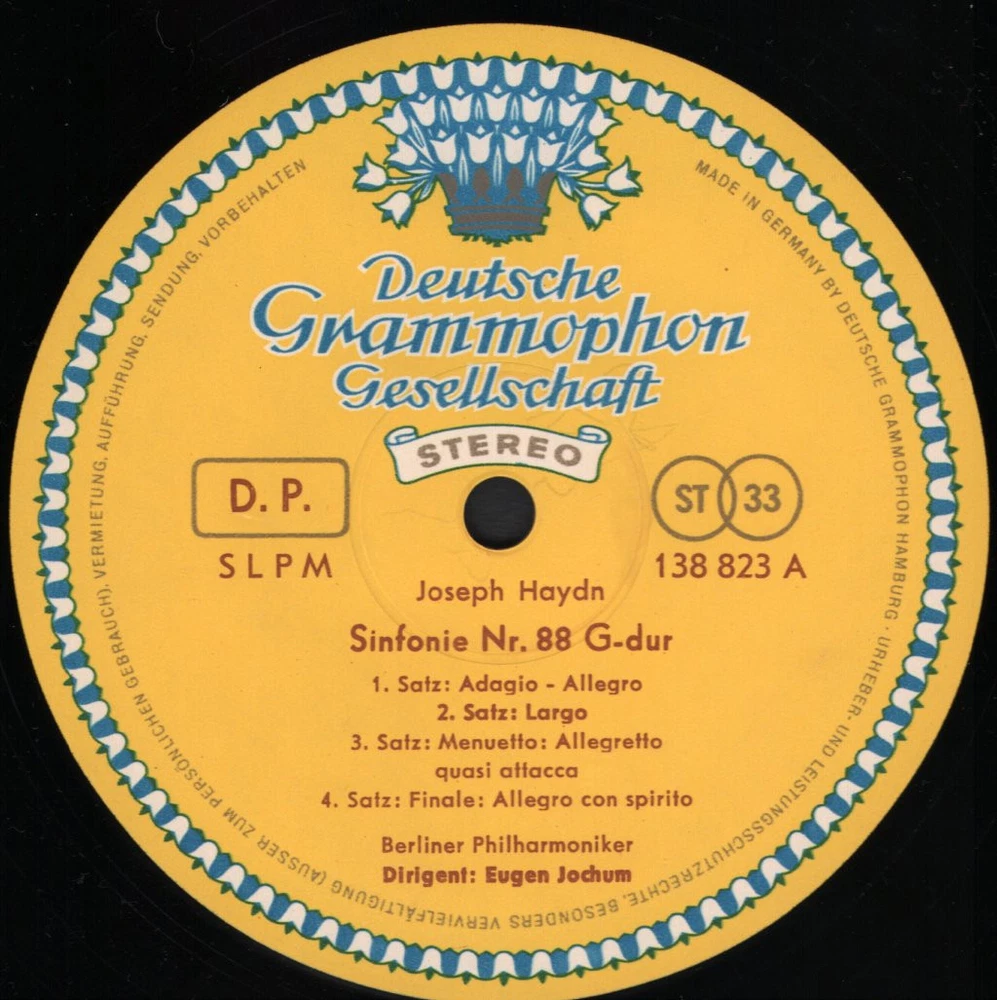 Deutsche
Grammophon
Gesellschaft
STEREO
D. P.
SLPM
ST 33
138 823 A
Joseph Haydn
Sinfonie Nr. 88 G-dur
1. Satz: Adagio - Allegro
2. Satz: Largo
3. Satz: Menuetto: Allegretto
quasi attacca
4. Satz: Finale: Allegro con spirito
Berliner Philharmoniker
Dirigent: Eugen Jochum
MADE IN GERMANY BY DEUTSCHE GRAMMOPHON HAMBURG · URHEBER- UND LEISTUNGSSCHUTZRECHTE, BESONDERS VERVIELFÄLTIGUNG (AUSSER ZUM PERSÖNLICHEN GEBRAUCH), VERMIETUNG, AUFFÜHRUNG, SENDUNG, VORBEHALTEN